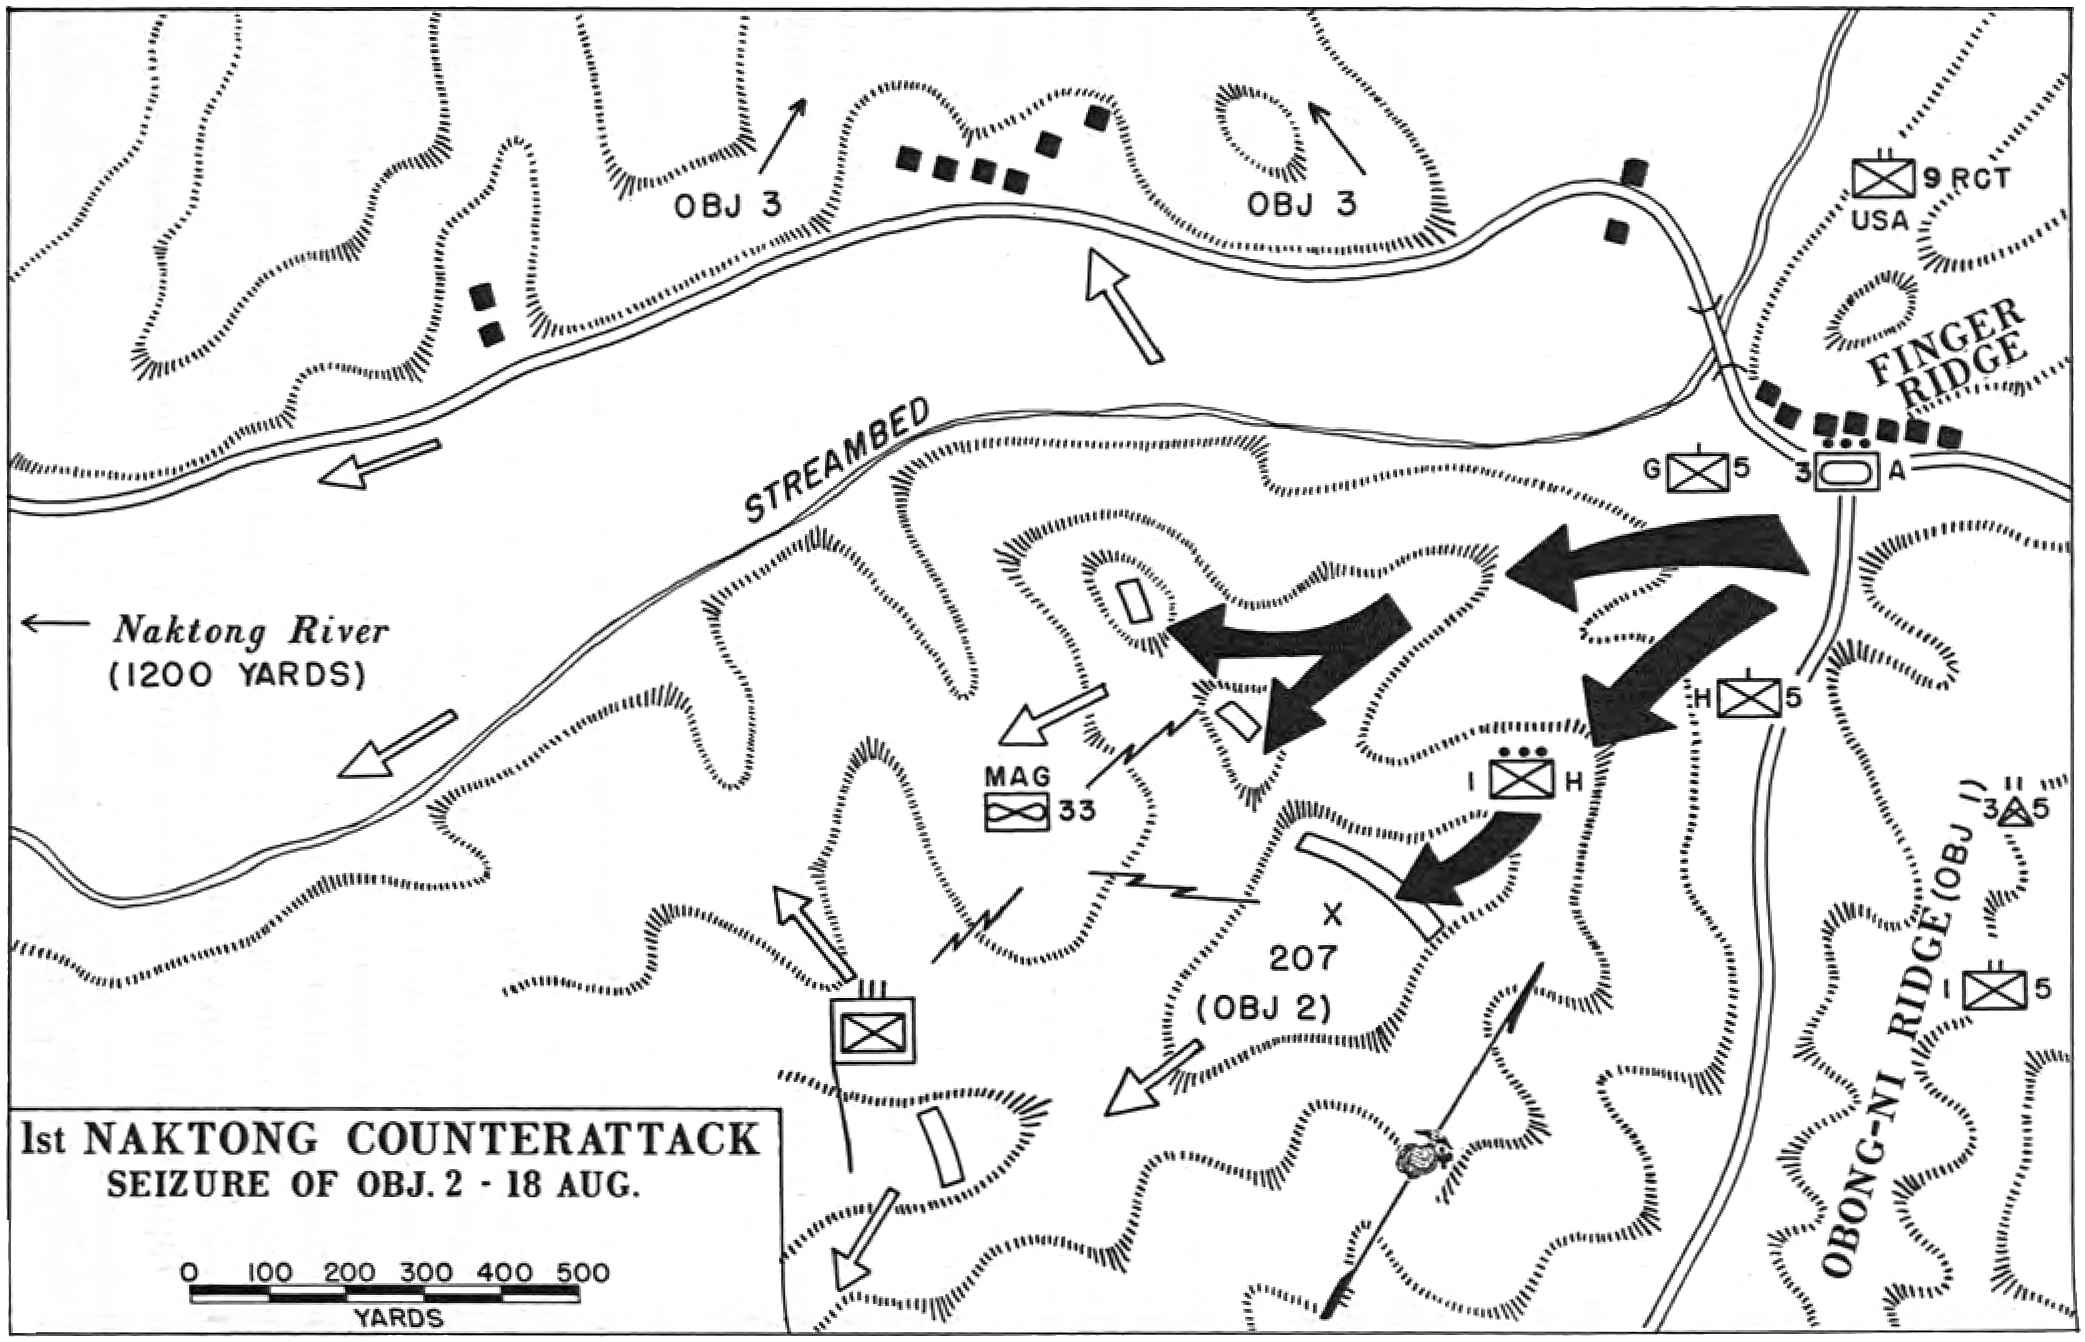 OBJ 3
OBJ 3
9 RCT
USA
FINGER
RIDGE
STREAMBED
G 5
3 A
Naktong River
(1200 YARDS)
H 5
MAG
33
1 H
3 5
207
(OBJ 2)
1 5
OBONG-NI RIDGE (OBJ 1)
1st NAKTONG COUNTERATTACK
SEIZURE OF OBJ. 2 - 18 AUG.
0 100 200 300 400 500
YARDS